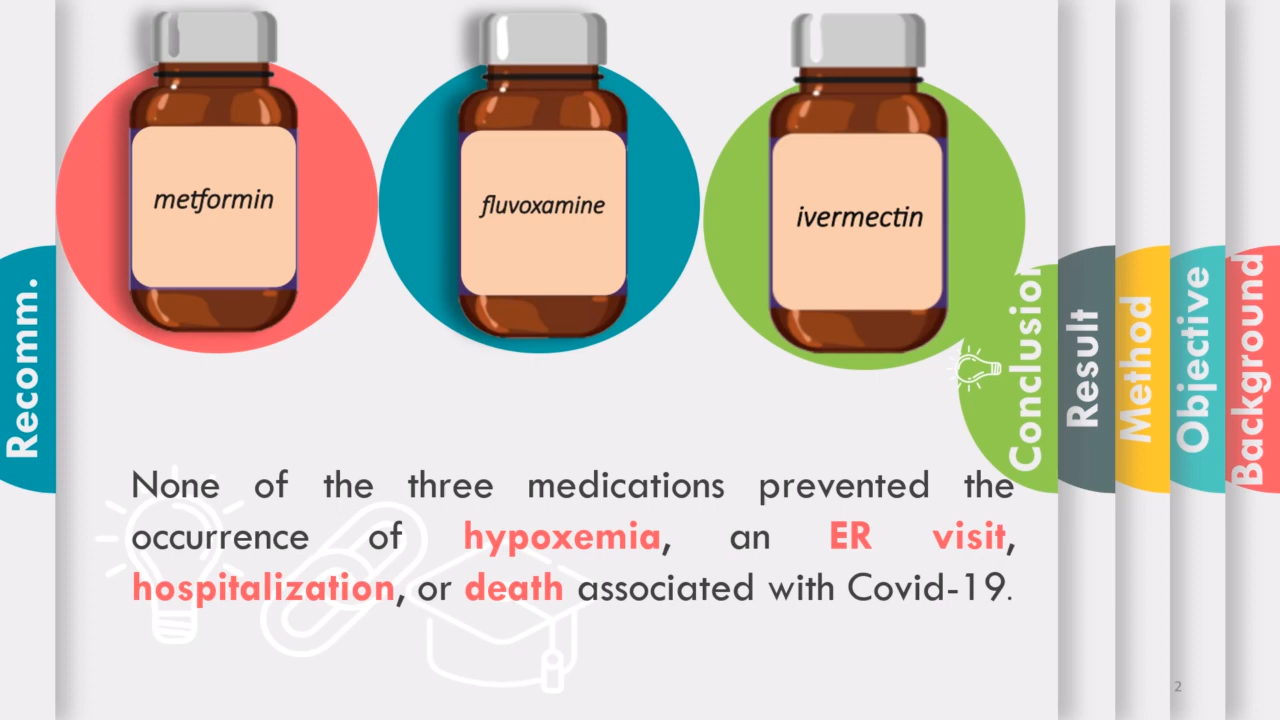 metformin
fluvoxamine
ivermectin
Recomm.
Conclusion
Result
Method
Objective
Background
None of the three medications prevented the
occurrence of hypoxemia, an ER visit,
hospitalization, or death associated with Covid-19.
2